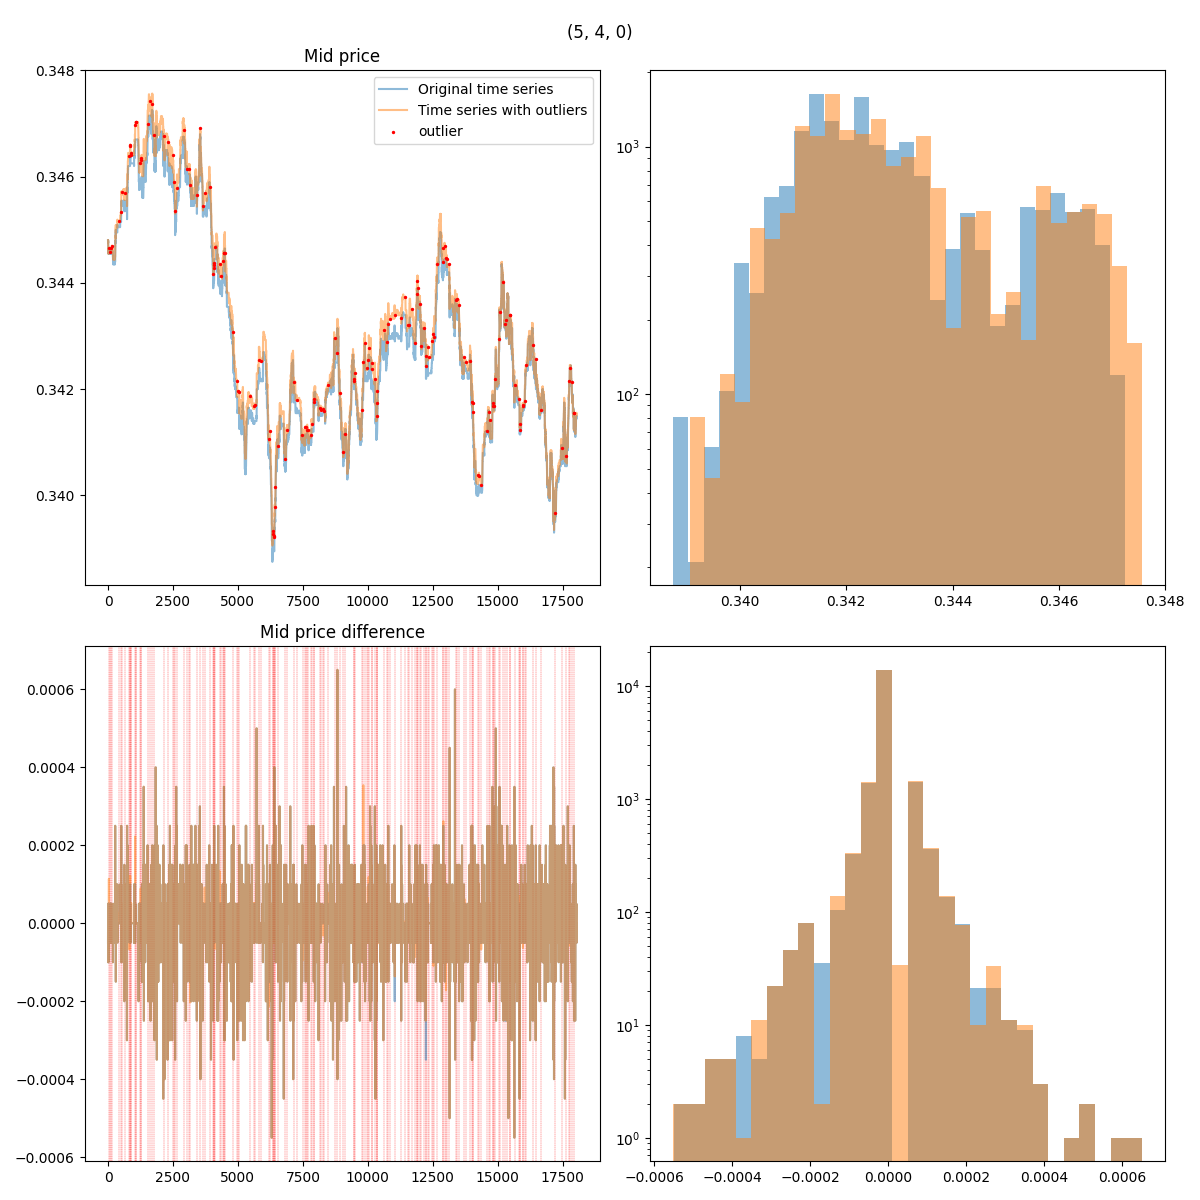 (5, 4, 0)
Mid price
Original time series
Time series with outliers
outlier
0.348
0.346
0.344
0.342
0.340
0 2500 5000 7500 10000 12500 15000 17500
10³
10²
0.340 0.342 0.344 0.346 0.348
Mid price difference
0.0006
0.0004
0.0002
0.0000
−0.0002
−0.0004
−0.0006
0 2500 5000 7500 10000 12500 15000 17500
10⁴
10³
10²
10¹
10⁰
−0.0006 −0.0004 −0.0002 0.0000 0.0002 0.0004 0.0006